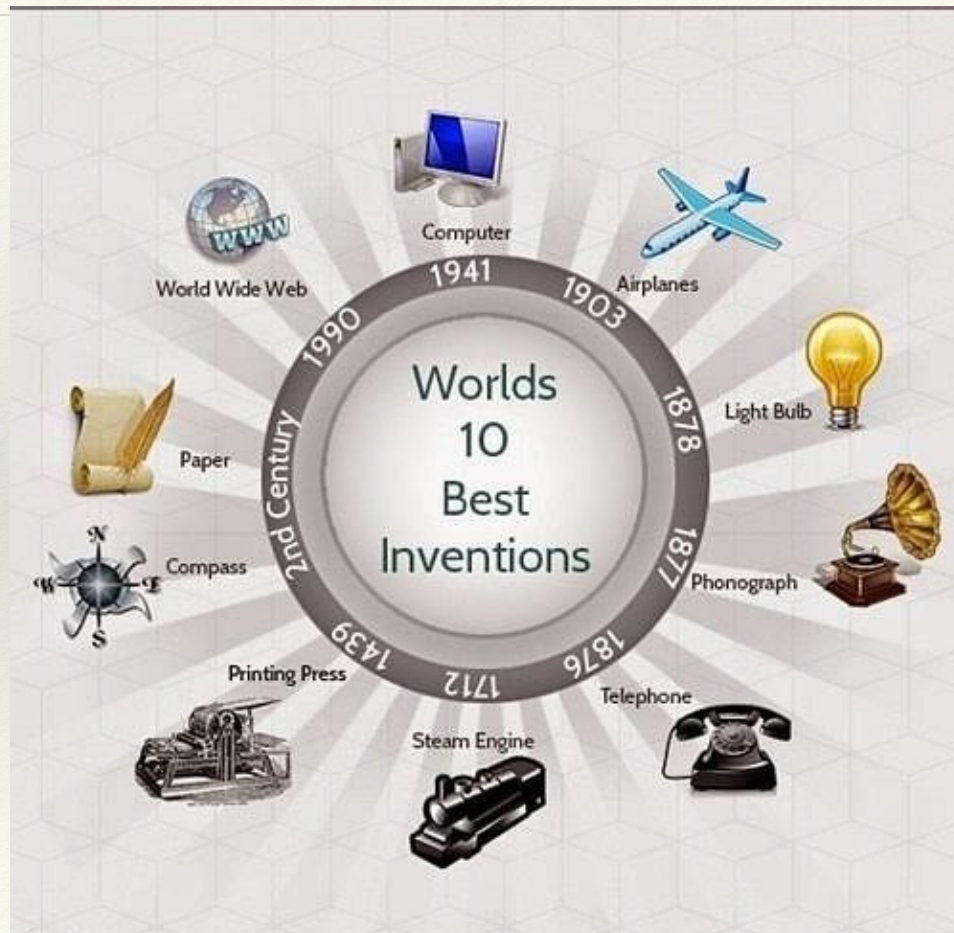 Computer
1941
Airplanes
1903
Light Bulb
1878
Phonograph
1877
Telephone
1876
Steam Engine
1712
Printing Press
1439
Compass
Paper
2nd Century
World Wide Web
WWW
1990
N
W
E
S
Worlds
10
Best
Inventions